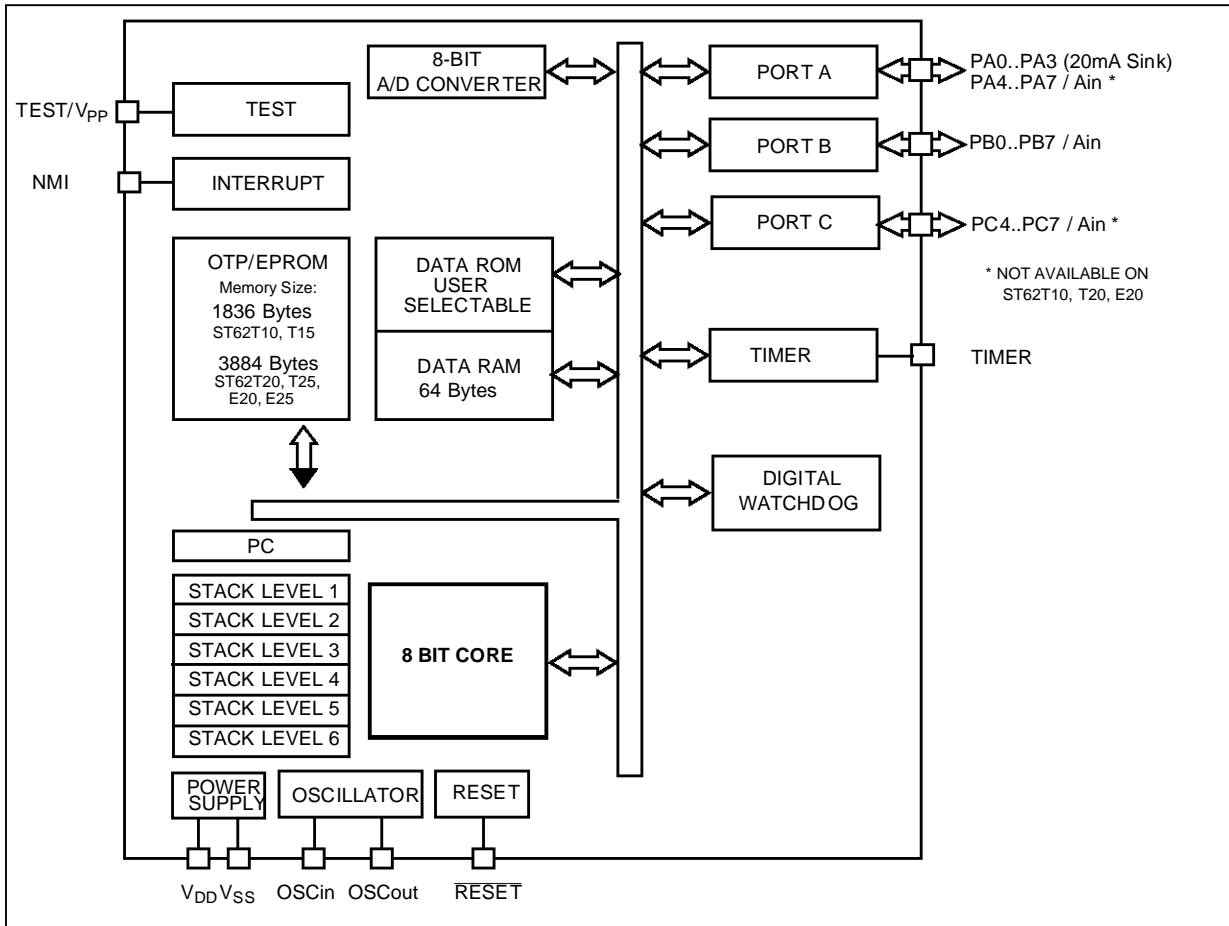 8-BIT
A/D CONVERTER
PORT A
PA0..PA3 (20mA Sink)
PA4..PA7 / Ain *
TEST/VPP
TEST
PORT B
PB0..PB7 / Ain
NMI
INTERRUPT
PORT C
PC4..PC7 / Ain *
* NOT AVAILABLE ON
ST62T10, T20, E20
OTP/EPROM
Memory Size:
1836 Bytes
ST62T10, T15
3884 Bytes
ST62T20, T25,
E20, E25
DATA ROM
USER
SELECTABLE
DATA RAM
64 Bytes
TIMER
TIMER
DIGITAL
WATCHDOG
PC
STACK LEVEL 1
STACK LEVEL 2
STACK LEVEL 3
STACK LEVEL 4
STACK LEVEL 5
STACK LEVEL 6
8 BIT CORE
POWER
SUPPLY
OSCILLATOR
RESET
VDD VSS
OSCin
OSCout
RESET